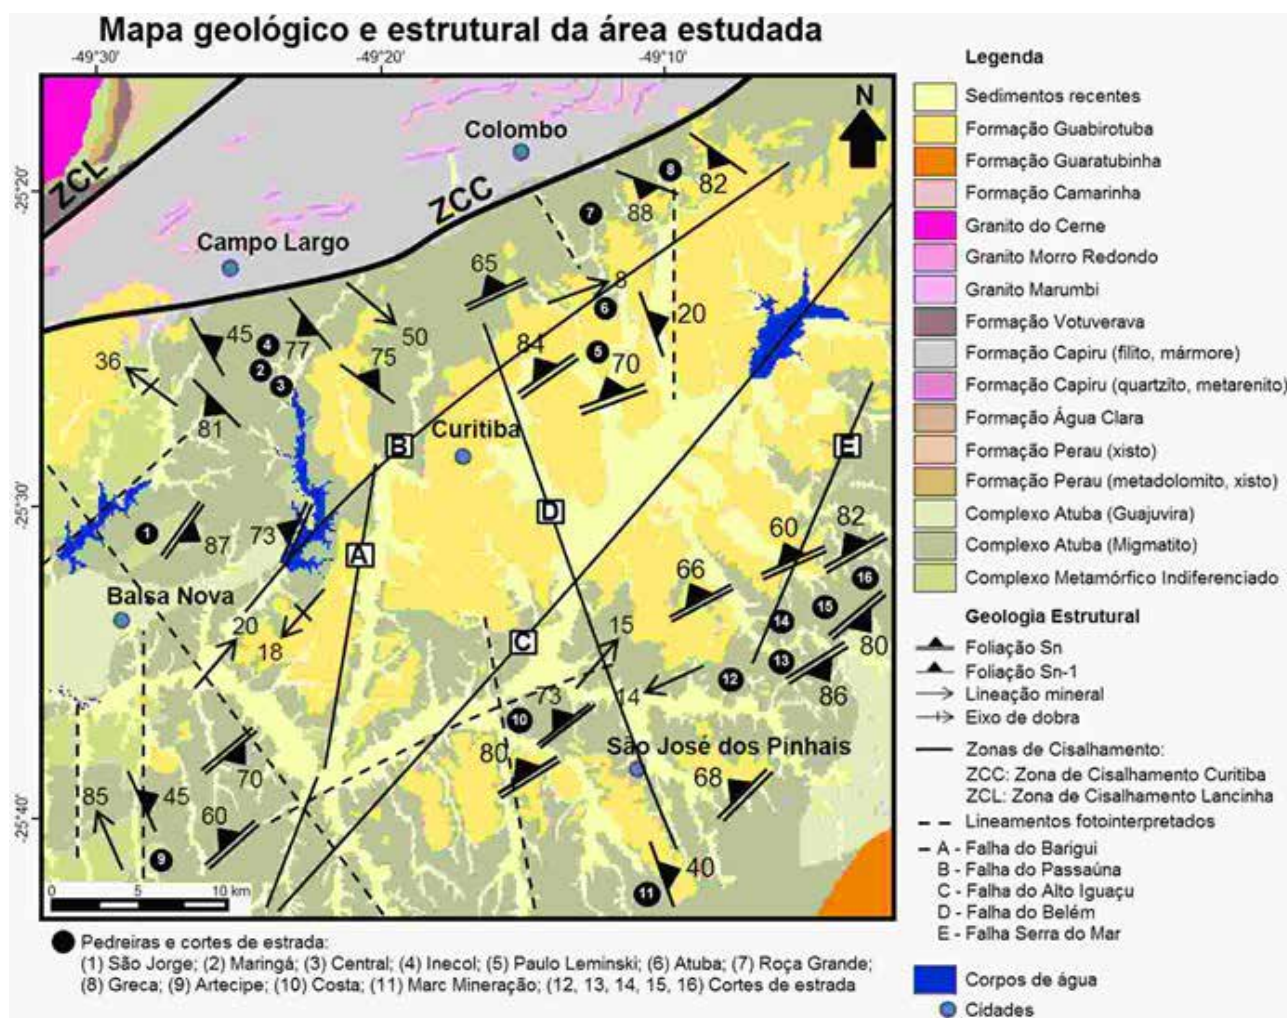 Mapa geológico e estrutural da área estudada
-49°30'
-49°20'
-49°10'
-25°20'
-25°30'
-25°40'
N
ZCL
ZCC
Colombo
Campo Largo
Curitiba
Balsa Nova
São José dos Pinhais
82
88
8
7
65
8
6
20
45
4
77
50
36
2
3
75
84
5
70
81
B
E
D
1
87
73
A
60
82
66
16
15
14
20
18
C
15
80
13
12
86
14
73
10
70
80
68
85
45
60
9
40
11
0
5
10 km
Legenda
Sedimentos recentes
Formação Guabirotuba
Formação Guaratubinha
Formação Camarinha
Granito do Cerne
Granito Morro Redondo
Granito Marumbi
Formação Votuverava
Formação Capiru (filito, mármore)
Formação Capiru (quartzito, metarenito)
Formação Água Clara
Formação Perau (xisto)
Formação Perau (metadolomito, xisto)
Complexo Atuba (Guajuvira)
Complexo Atuba (Migmatito)
Complexo Metamórfico Indiferenciado
Geologia Estrutural
Foliação Sn
Foliação Sn-1
Lineação mineral
Eixo de dobra
Zonas de Cisalhamento:
ZCC: Zona de Cisalhamento Curitiba
ZCL: Zona de Cisalhamento Lancinha
Lineamentos fotointerpretados
A - Falha do Barigui
B - Falha do Passaúna
C - Falha do Alto Iguaçu
D - Falha do Belém
E - Falha Serra do Mar
Corpos de água
Cidades
Pedreiras e cortes de estrada:
(1) São Jorge; (2) Maringá; (3) Central; (4) Inecol; (5) Paulo Leminski; (6) Atuba; (7) Roça Grande;
(8) Greca; (9) Artecipe; (10) Costa; (11) Marc Mineração; (12, 13, 14, 15, 16) Cortes de estrada